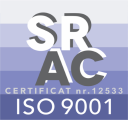 SR
AC
CERTIFICAT nr.12533
ISO 9001